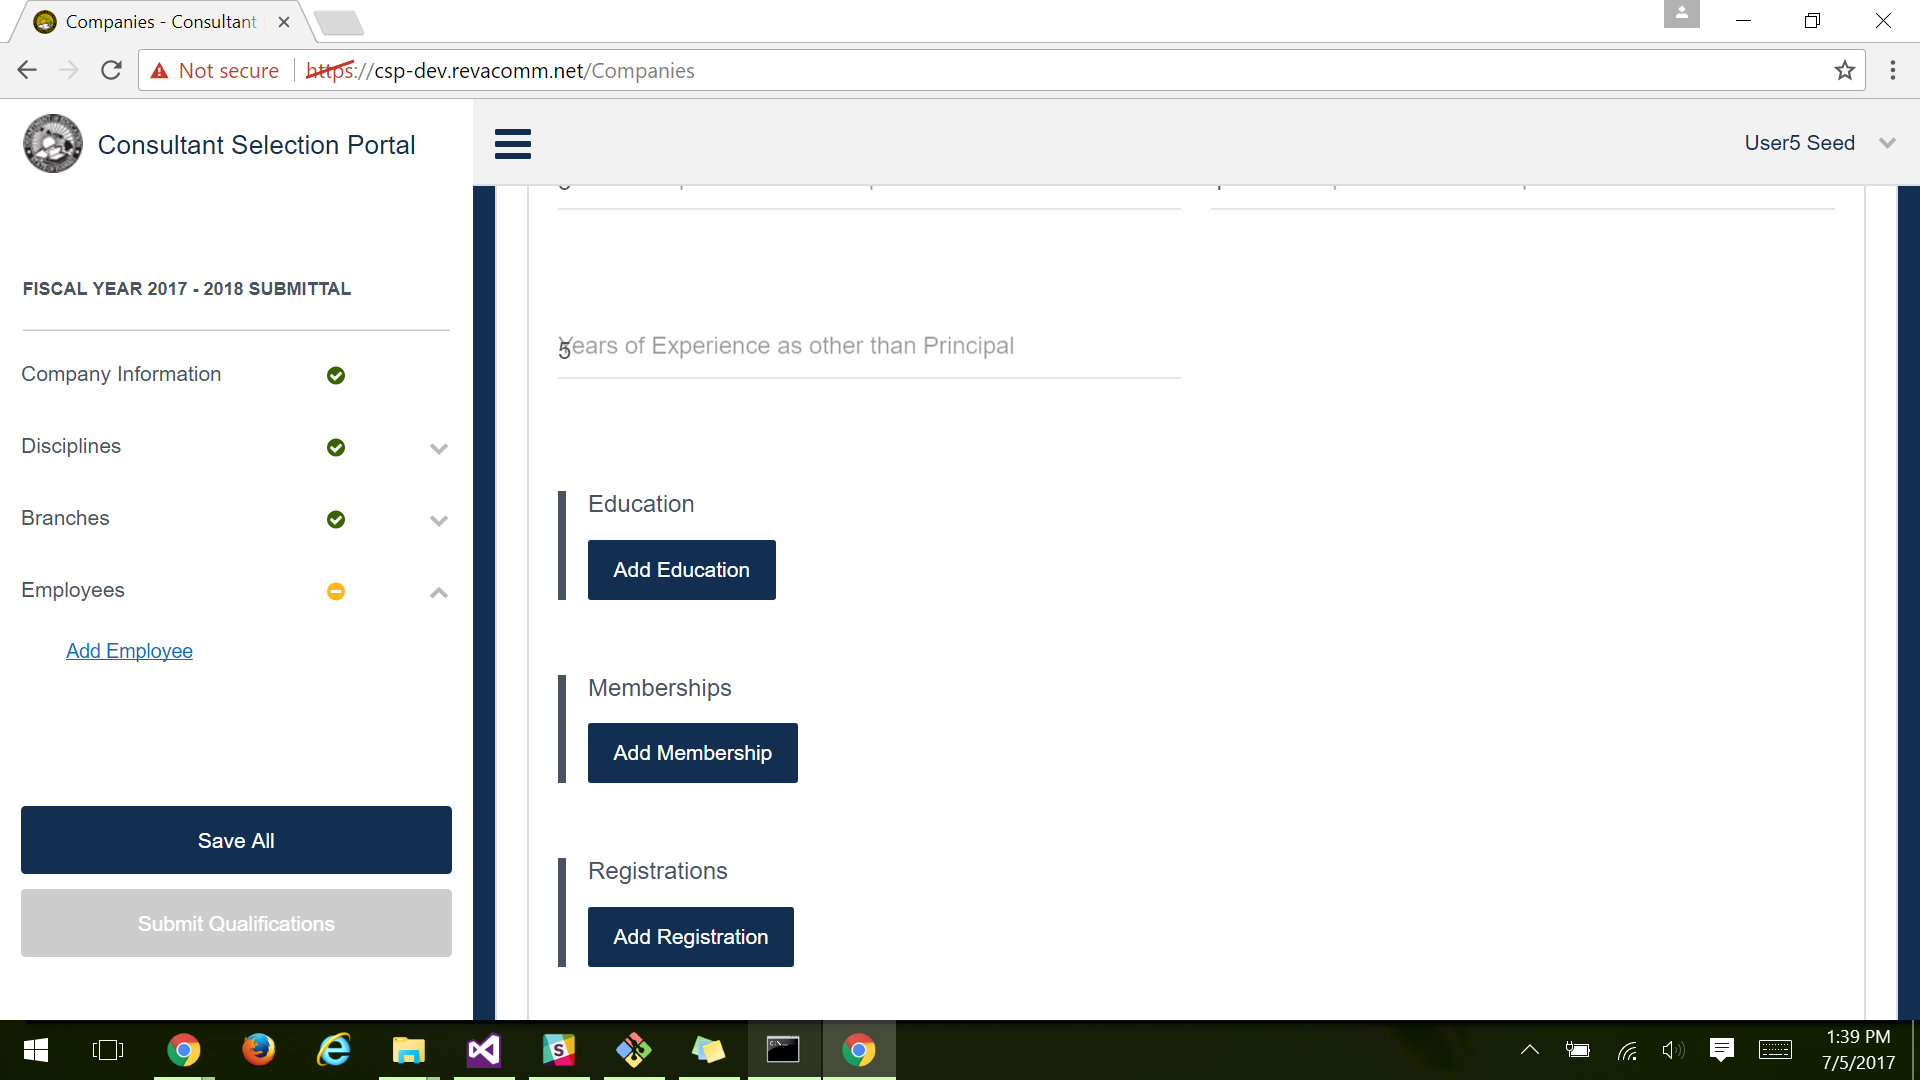 Companies - Consultant
Not secure
https://csp-dev.revacomm.net/Companies
Consultant Selection Portal
User5 Seed
FISCAL YEAR 2017 - 2018 SUBMITTAL
Company Information
Disciplines
Branches
Employees
Add Employee
Save All
Submit Qualifications
Years of Experience as other than Principal
5
Education
Add Education
Memberships
Add Membership
Registrations
Add Registration
1:39 PM
7/5/2017